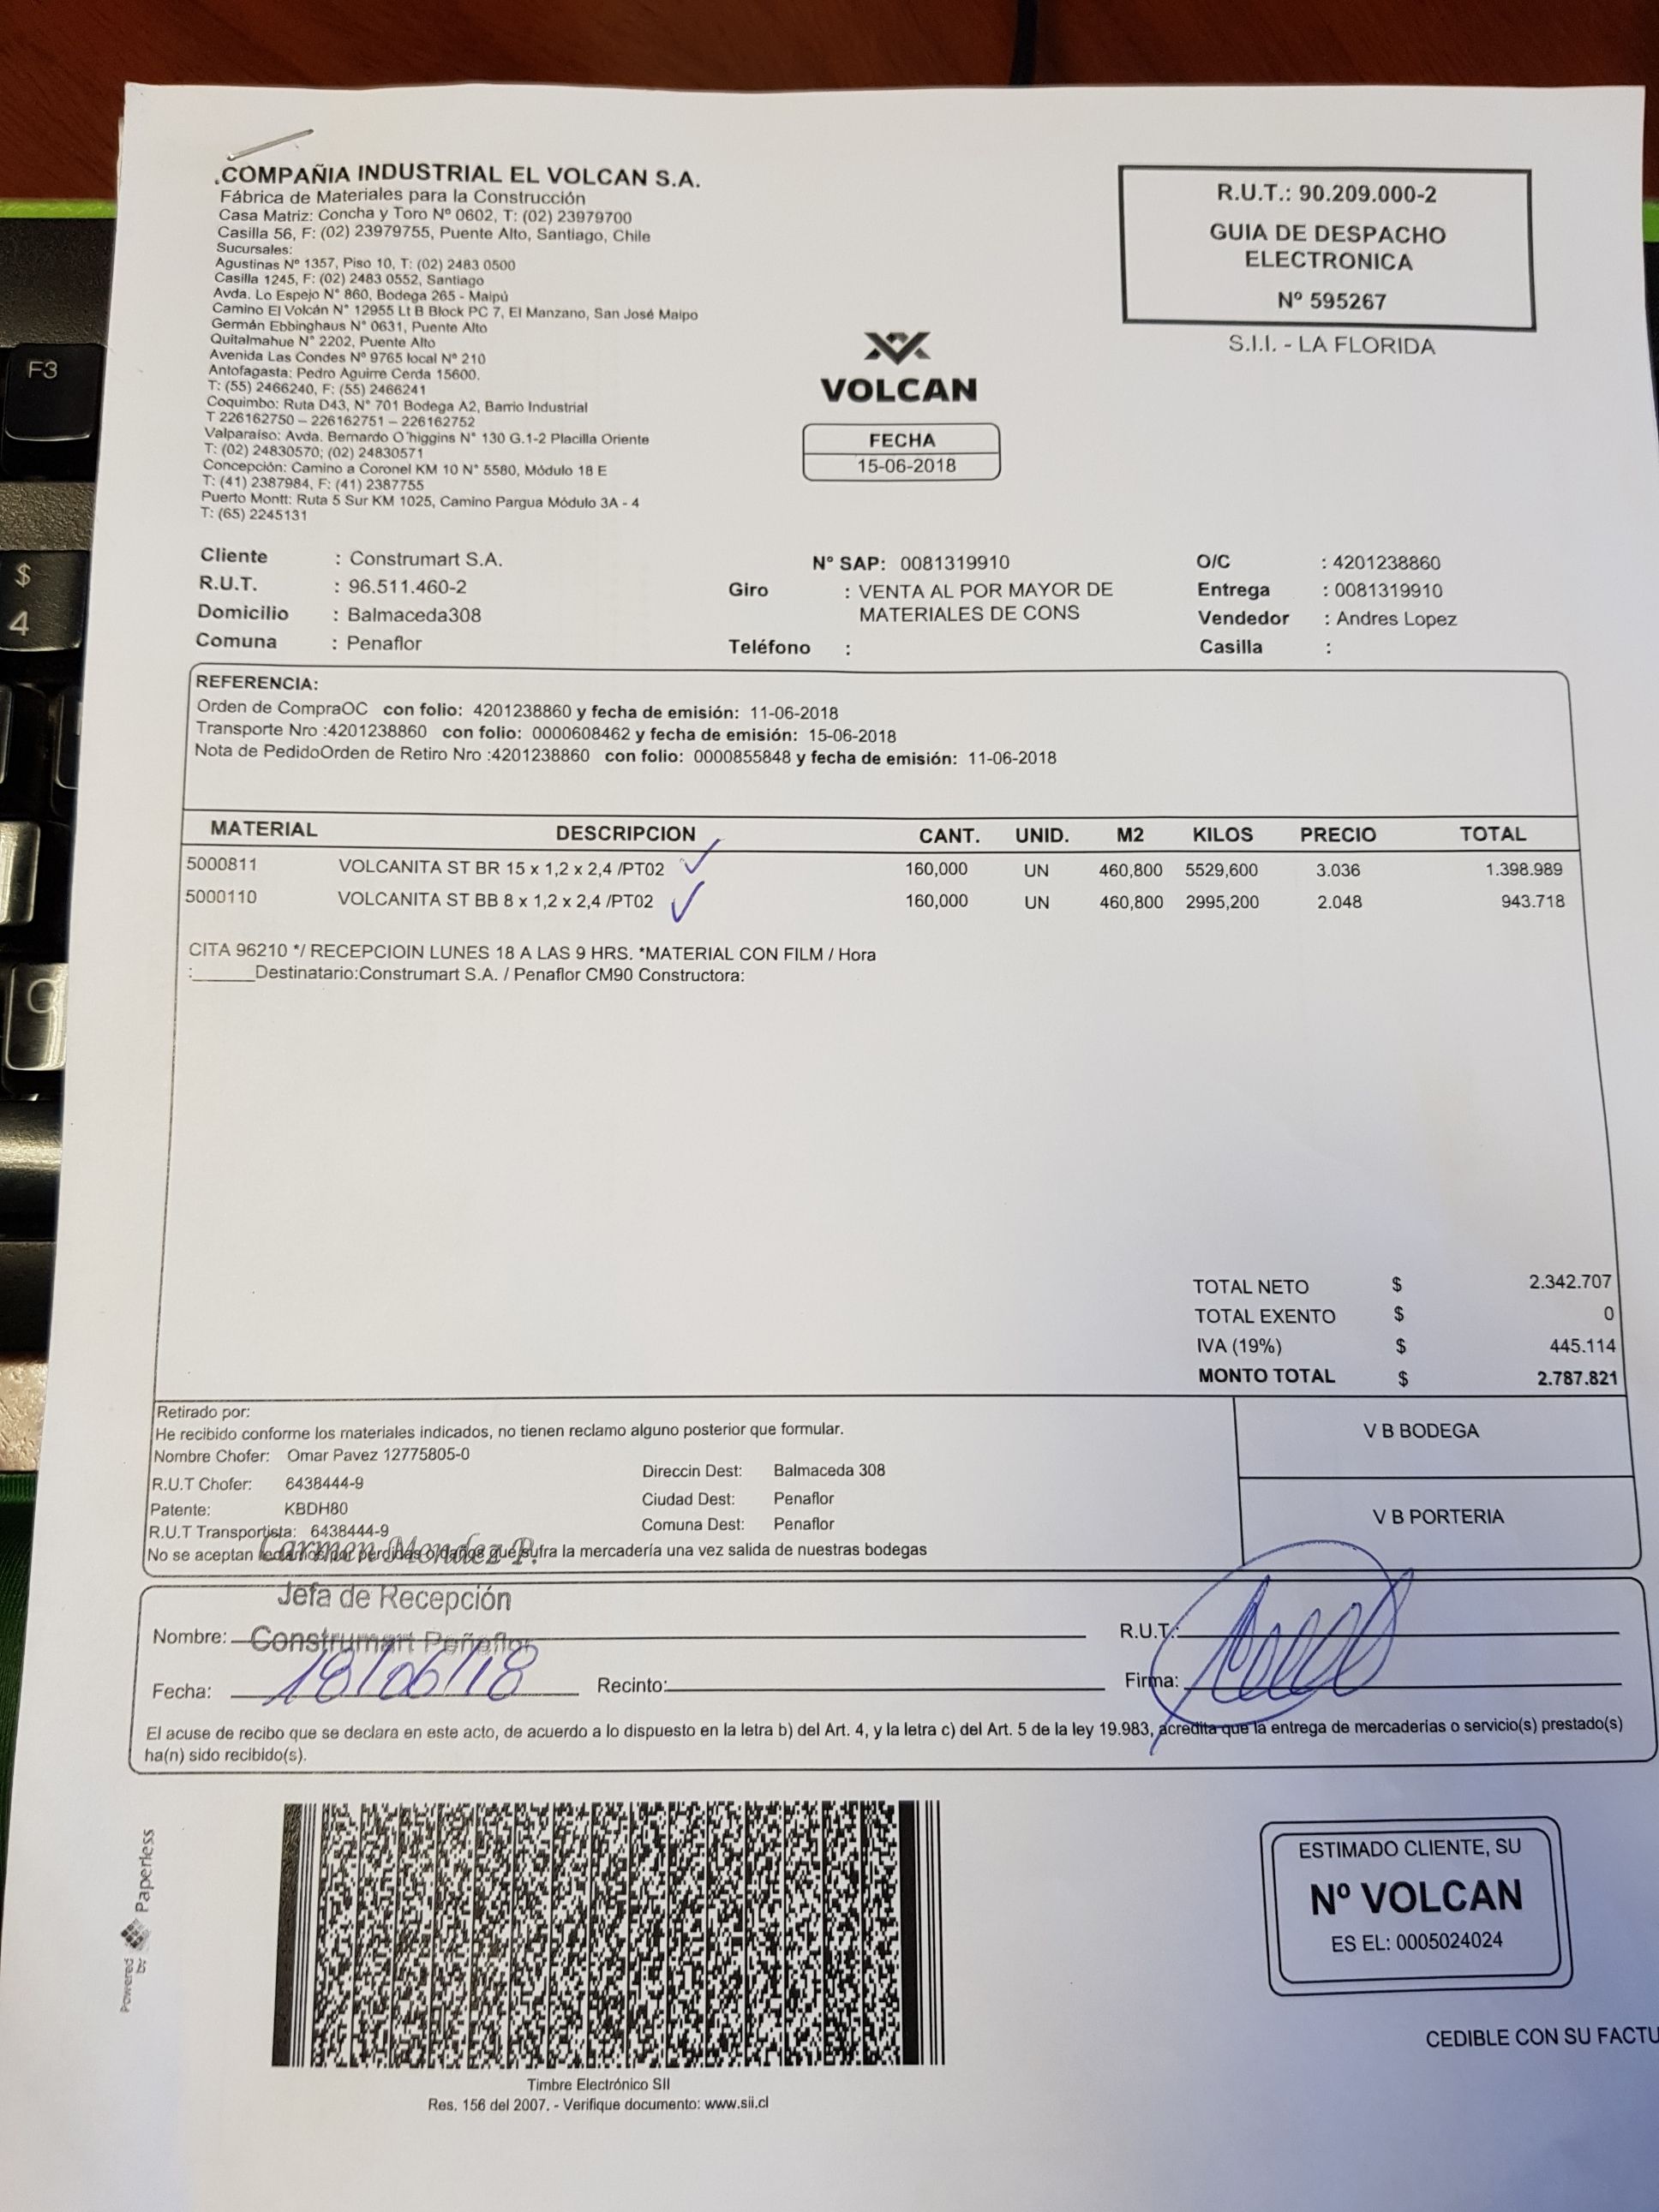 COMPAÑIA INDUSTRIAL EL VOLCAN S.A.
Fábrica de Materiales para la Construcción
Casa Matriz: Concha y Toro Nº 0602, T: (02) 23979700
Casilla 56, F: (02) 23979755, Puente Alto, Santiago, Chile
Sucursales:
Agustinas Nº 1357, Piso 10, T: (02) 2483 0500
Casilla 1245, F: (02) 2483 0552, Santiago
Avda. Lo Espejo N° 860, Bodega 265 - Maipú
Camino El Volcán N° 12955 Lt B Block PC 7, El Manzano, San José Maipo
Germán Ebbinghaus N° 0631, Puente Alto
Quitalmahue N° 2202, Puente Alto
Avenida Las Condes Nº 9765 local Nº 210
Antofagasta: Pedro Aguirre Cerda 15600.
T: (55) 2466240, F: (55) 2466241
Coquimbo: Ruta D43, N° 701 Bodega A2, Barrio Industrial
T 226162750 – 226162751 – 226162752
Valparaíso: Avda. Bernardo O´higgins N° 130 G.1-2 Placilla Oriente
T: (02) 24830570; (02) 24830571
Concepción: Camino a Coronel KM 10 N° 5580, Módulo 18 E
T: (41) 2387984, F: (41) 2387755
Puerto Montt: Ruta 5 Sur KM 1025, Camino Pargua Módulo 3A - 4
T: (65) 2245131
VOLCAN
FECHA
15-06-2018
R.U.T.: 90.209.000-2
GUIA DE DESPACHO
ELECTRONICA
Nº 595267
S.I.I. - LA FLORIDA
F3
$
4
Cliente : Construmart S.A.
R.U.T. : 96.511.460-2
Domicilio : Balmaceda308
Comuna : Penaflor
N° SAP: 0081319910
Giro : VENTA AL POR MAYOR DE
MATERIALES DE CONS
Teléfono :
O/C : 4201238860
Entrega : 0081319910
Vendedor : Andres Lopez
Casilla :
REFERENCIA:
Orden de CompraOC con folio: 4201238860 y fecha de emisión: 11-06-2018
Transporte Nro :4201238860 con folio: 0000608462 y fecha de emisión: 15-06-2018
Nota de PedidoOrden de Retiro Nro :4201238860 con folio: 0000855848 y fecha de emisión: 11-06-2018
MATERIAL DESCRIPCION CANT. UNID. M2 KILOS PRECIO TOTAL
5000811 VOLCANITA ST BR 15 x 1,2 x 2,4 /PT02 160,000 UN 460,800 5529,600 3.036 1.398.989
5000110 VOLCANITA ST BB 8 x 1,2 x 2,4 /PT02 160,000 UN 460,800 2995,200 2.048 943.718
CITA 96210 */ RECEPCIOIN LUNES 18 A LAS 9 HRS. *MATERIAL CON FILM / Hora
:______Destinatario:Construmart S.A. / Penaflor CM90 Constructora:
TOTAL NETO $ 2.342.707
TOTAL EXENTO $ 0
IVA (19%) $ 445.114
MONTO TOTAL $ 2.787.821
Retirado por:
He recibido conforme los materiales indicados, no tienen reclamo alguno posterior que formular.
Nombre Chofer: Omar Pavez 12775805-0
R.U.T Chofer: 6438444-9
Patente: KBDH80
R.U.T Transportista: 6438444-9
Direccin Dest: Balmaceda 308
Ciudad Dest: Penaflor
Comuna Dest: Penaflor
No se aceptan reclamos por perdidas o daños que sufra la mercadería una vez salida de nuestras bodegas
V B BODEGA
V B PORTERIA
Carmen Mendez P.
Jefa de Recepción
Construmart Peñaflor
Nombre:
R.U.T.:
Fecha: 18/06/18
Recinto:
Firma:
El acuse de recibo que se declara en este acto, de acuerdo a lo dispuesto en la letra b) del Art. 4, y la letra c) del Art. 5 de la ley 19.983, acredita que la entrega de mercaderías o servicio(s) prestado(s)
ha(n) sido recibido(s).
Powered by Paperless
Timbre Electrónico SII
Res. 156 del 2007. - Verifique documento: www.sii.cl
ESTIMADO CLIENTE, SU
Nº VOLCAN
ES EL: 0005024024
CEDIBLE CON SU FACTU